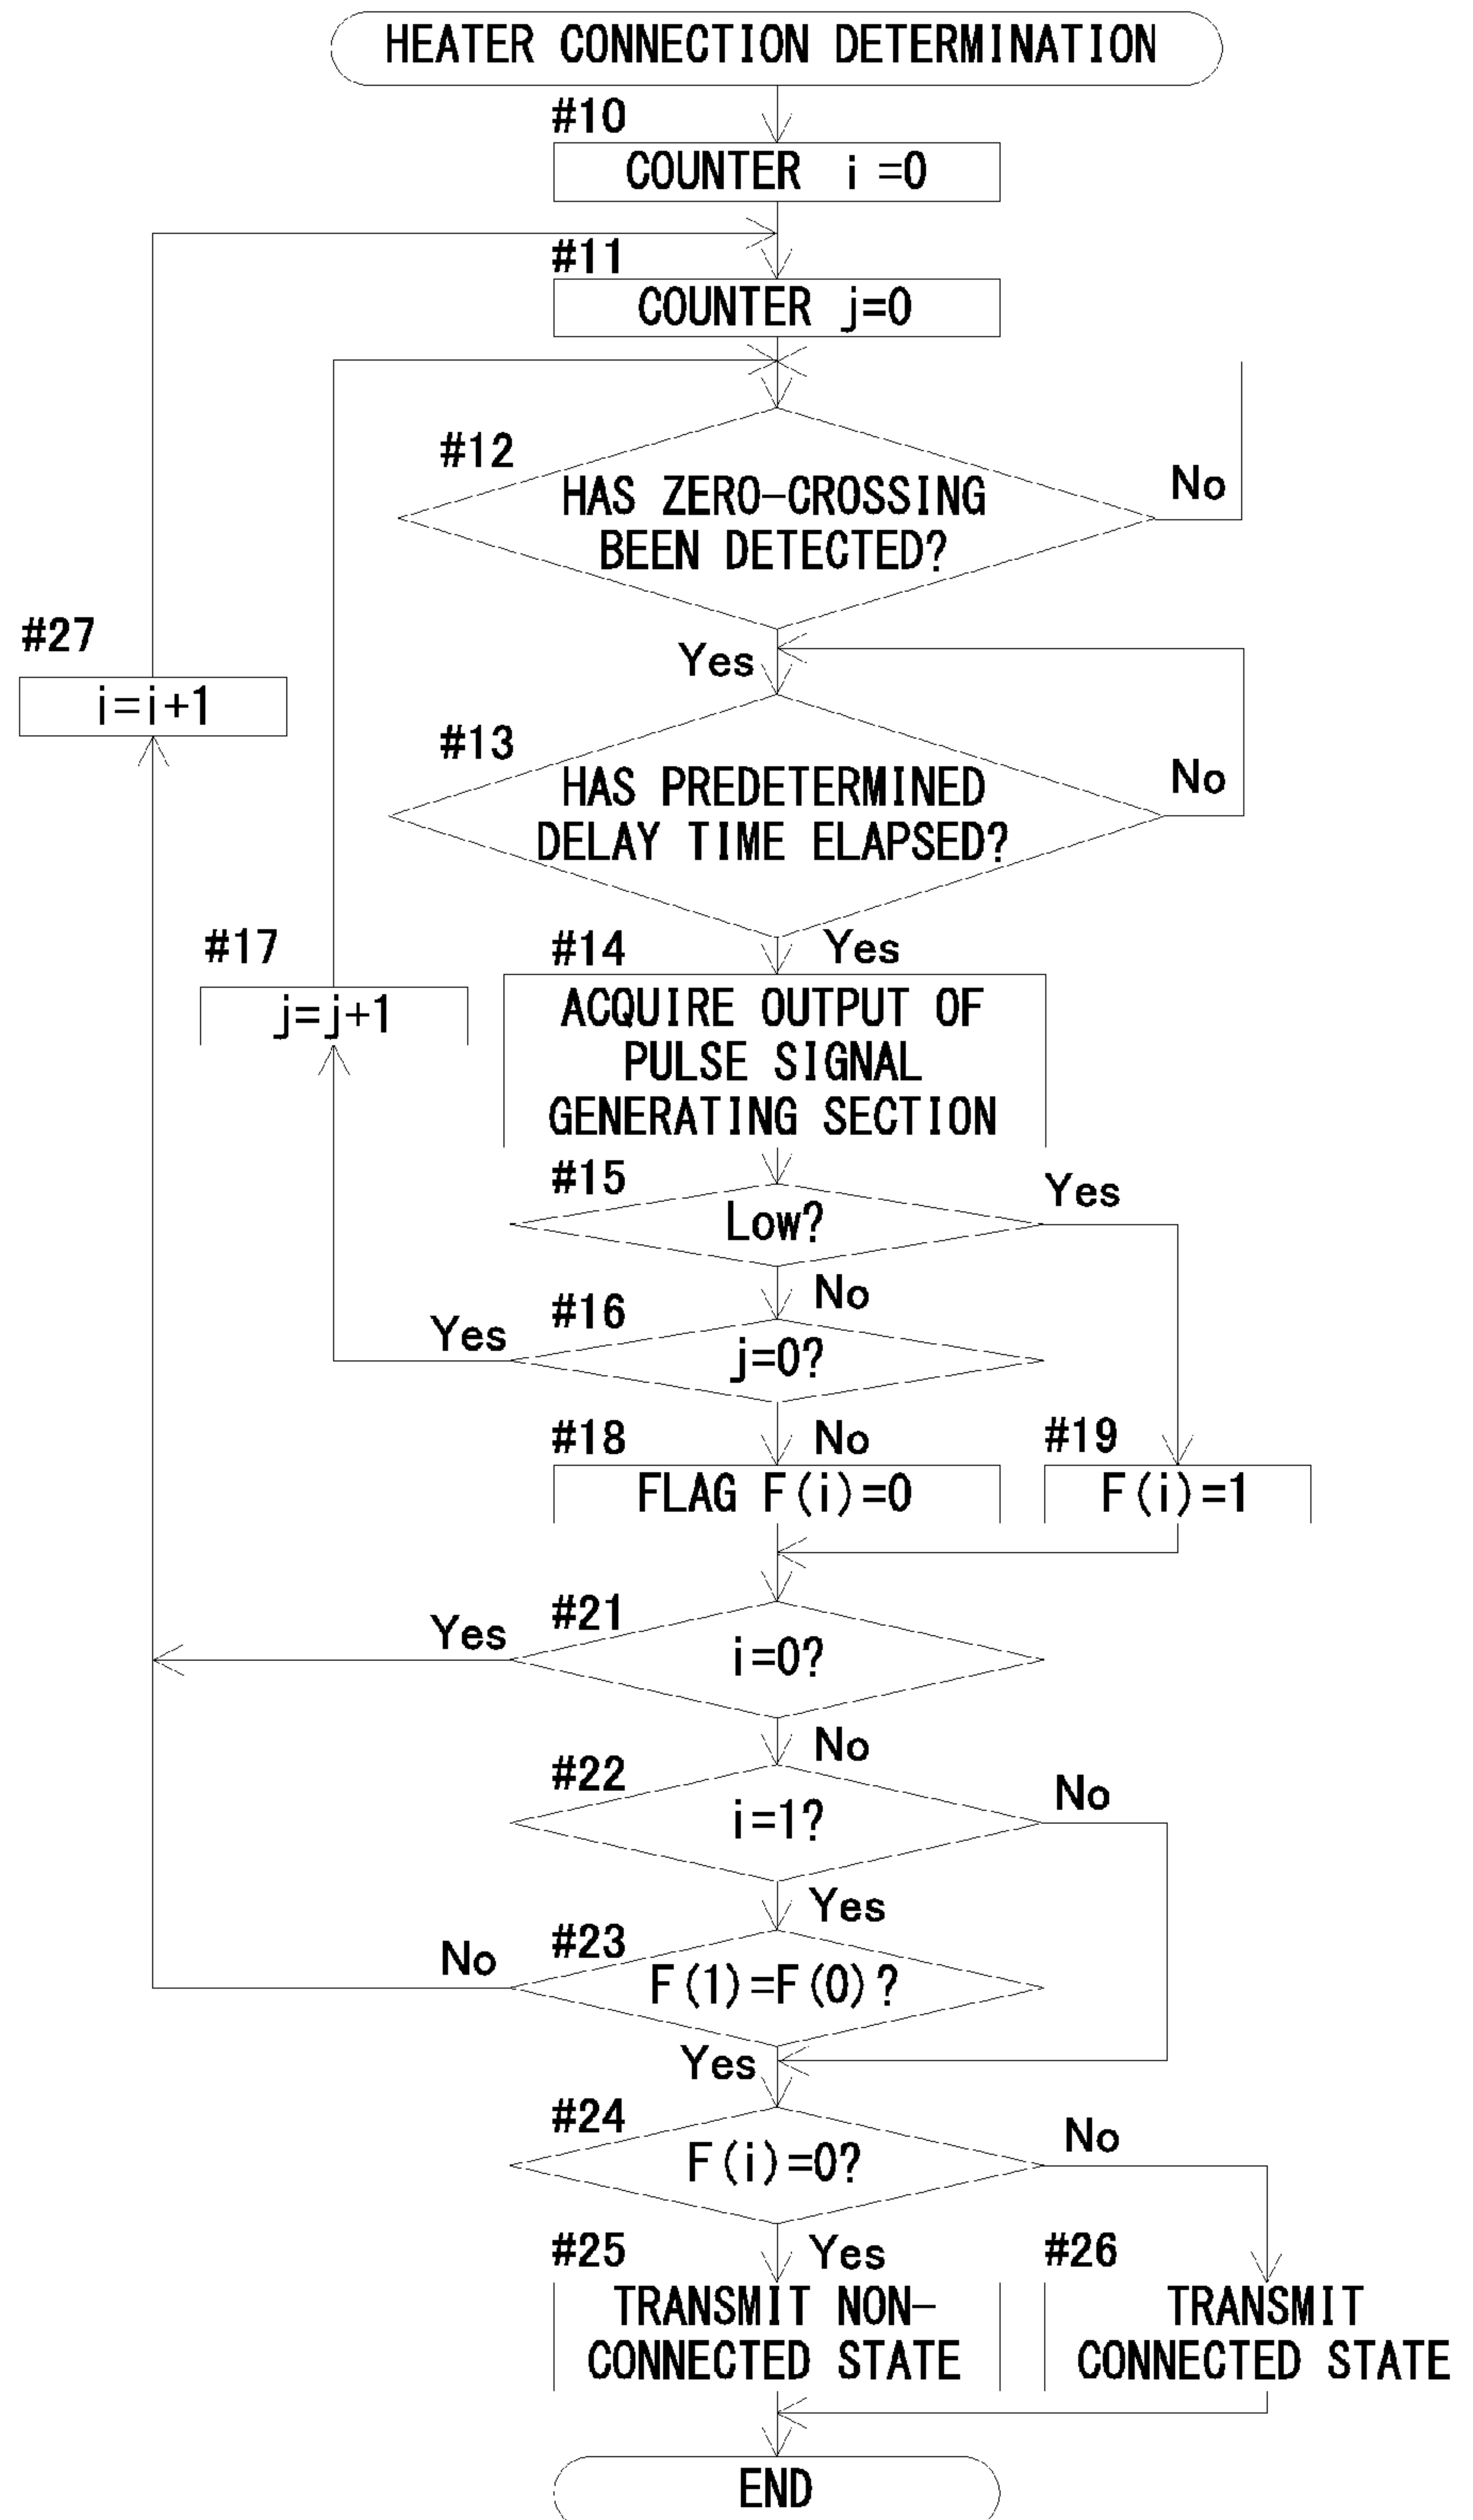 HEATER CONNECTION DETERMINATION
#10
COUNTER i =0
#11
COUNTER j=0
#12
HAS ZERO-CROSSING
BEEN DETECTED?
No
Yes
#27
i=i+1
#13
HAS PREDETERMINED
DELAY TIME ELAPSED?
No
Yes
#17
j=j+1
#14
ACQUIRE OUTPUT OF
PULSE SIGNAL
GENERATING SECTION
#15
Low?
Yes
No
#16
j=0?
Yes
No
#18
FLAG F(i)=0
#19
F(i)=1
#21
i=0?
Yes
No
#22
i=1?
No
Yes
#23
F(1)=F(0)?
No
Yes
#24
F(i)=0?
No
Yes
#25
TRANSMIT NON-
CONNECTED STATE
#26
TRANSMIT
CONNECTED STATE
END